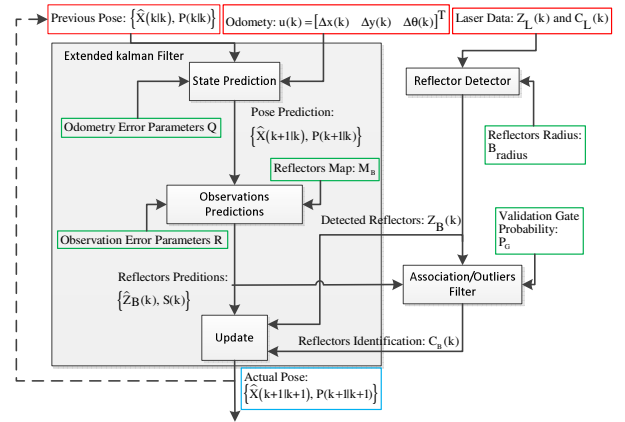 Previous Pose: {X̂(k|k), P(k|k)}
Odomety: u(k)=[Δx(k) Δy(k) Δθ(k)]ᵀ
Laser Data: Z_L(k) and C_L(k)
Extended kalman Filter
State Prediction
Reflector Detector
Odometry Error Parameters Q
Pose Prediction:
{X̂(k+1|k), P(k+1|k)}
Reflectors Radius:
B_radius
Reflectors Map: M_B
Observations
Predictions
Detected Reflectors: Z_B(k)
Validation Gate
Probability:
P_G
Observation Error Parameters R
Reflectors Preditions:
{Ẑ_B(k), S(k)}
Association/Outliers
Filter
Update
Reflectors Identification: C_B(k)
Actual Pose:
{X̂(k+1|k+1), P(k+1|k+1)}